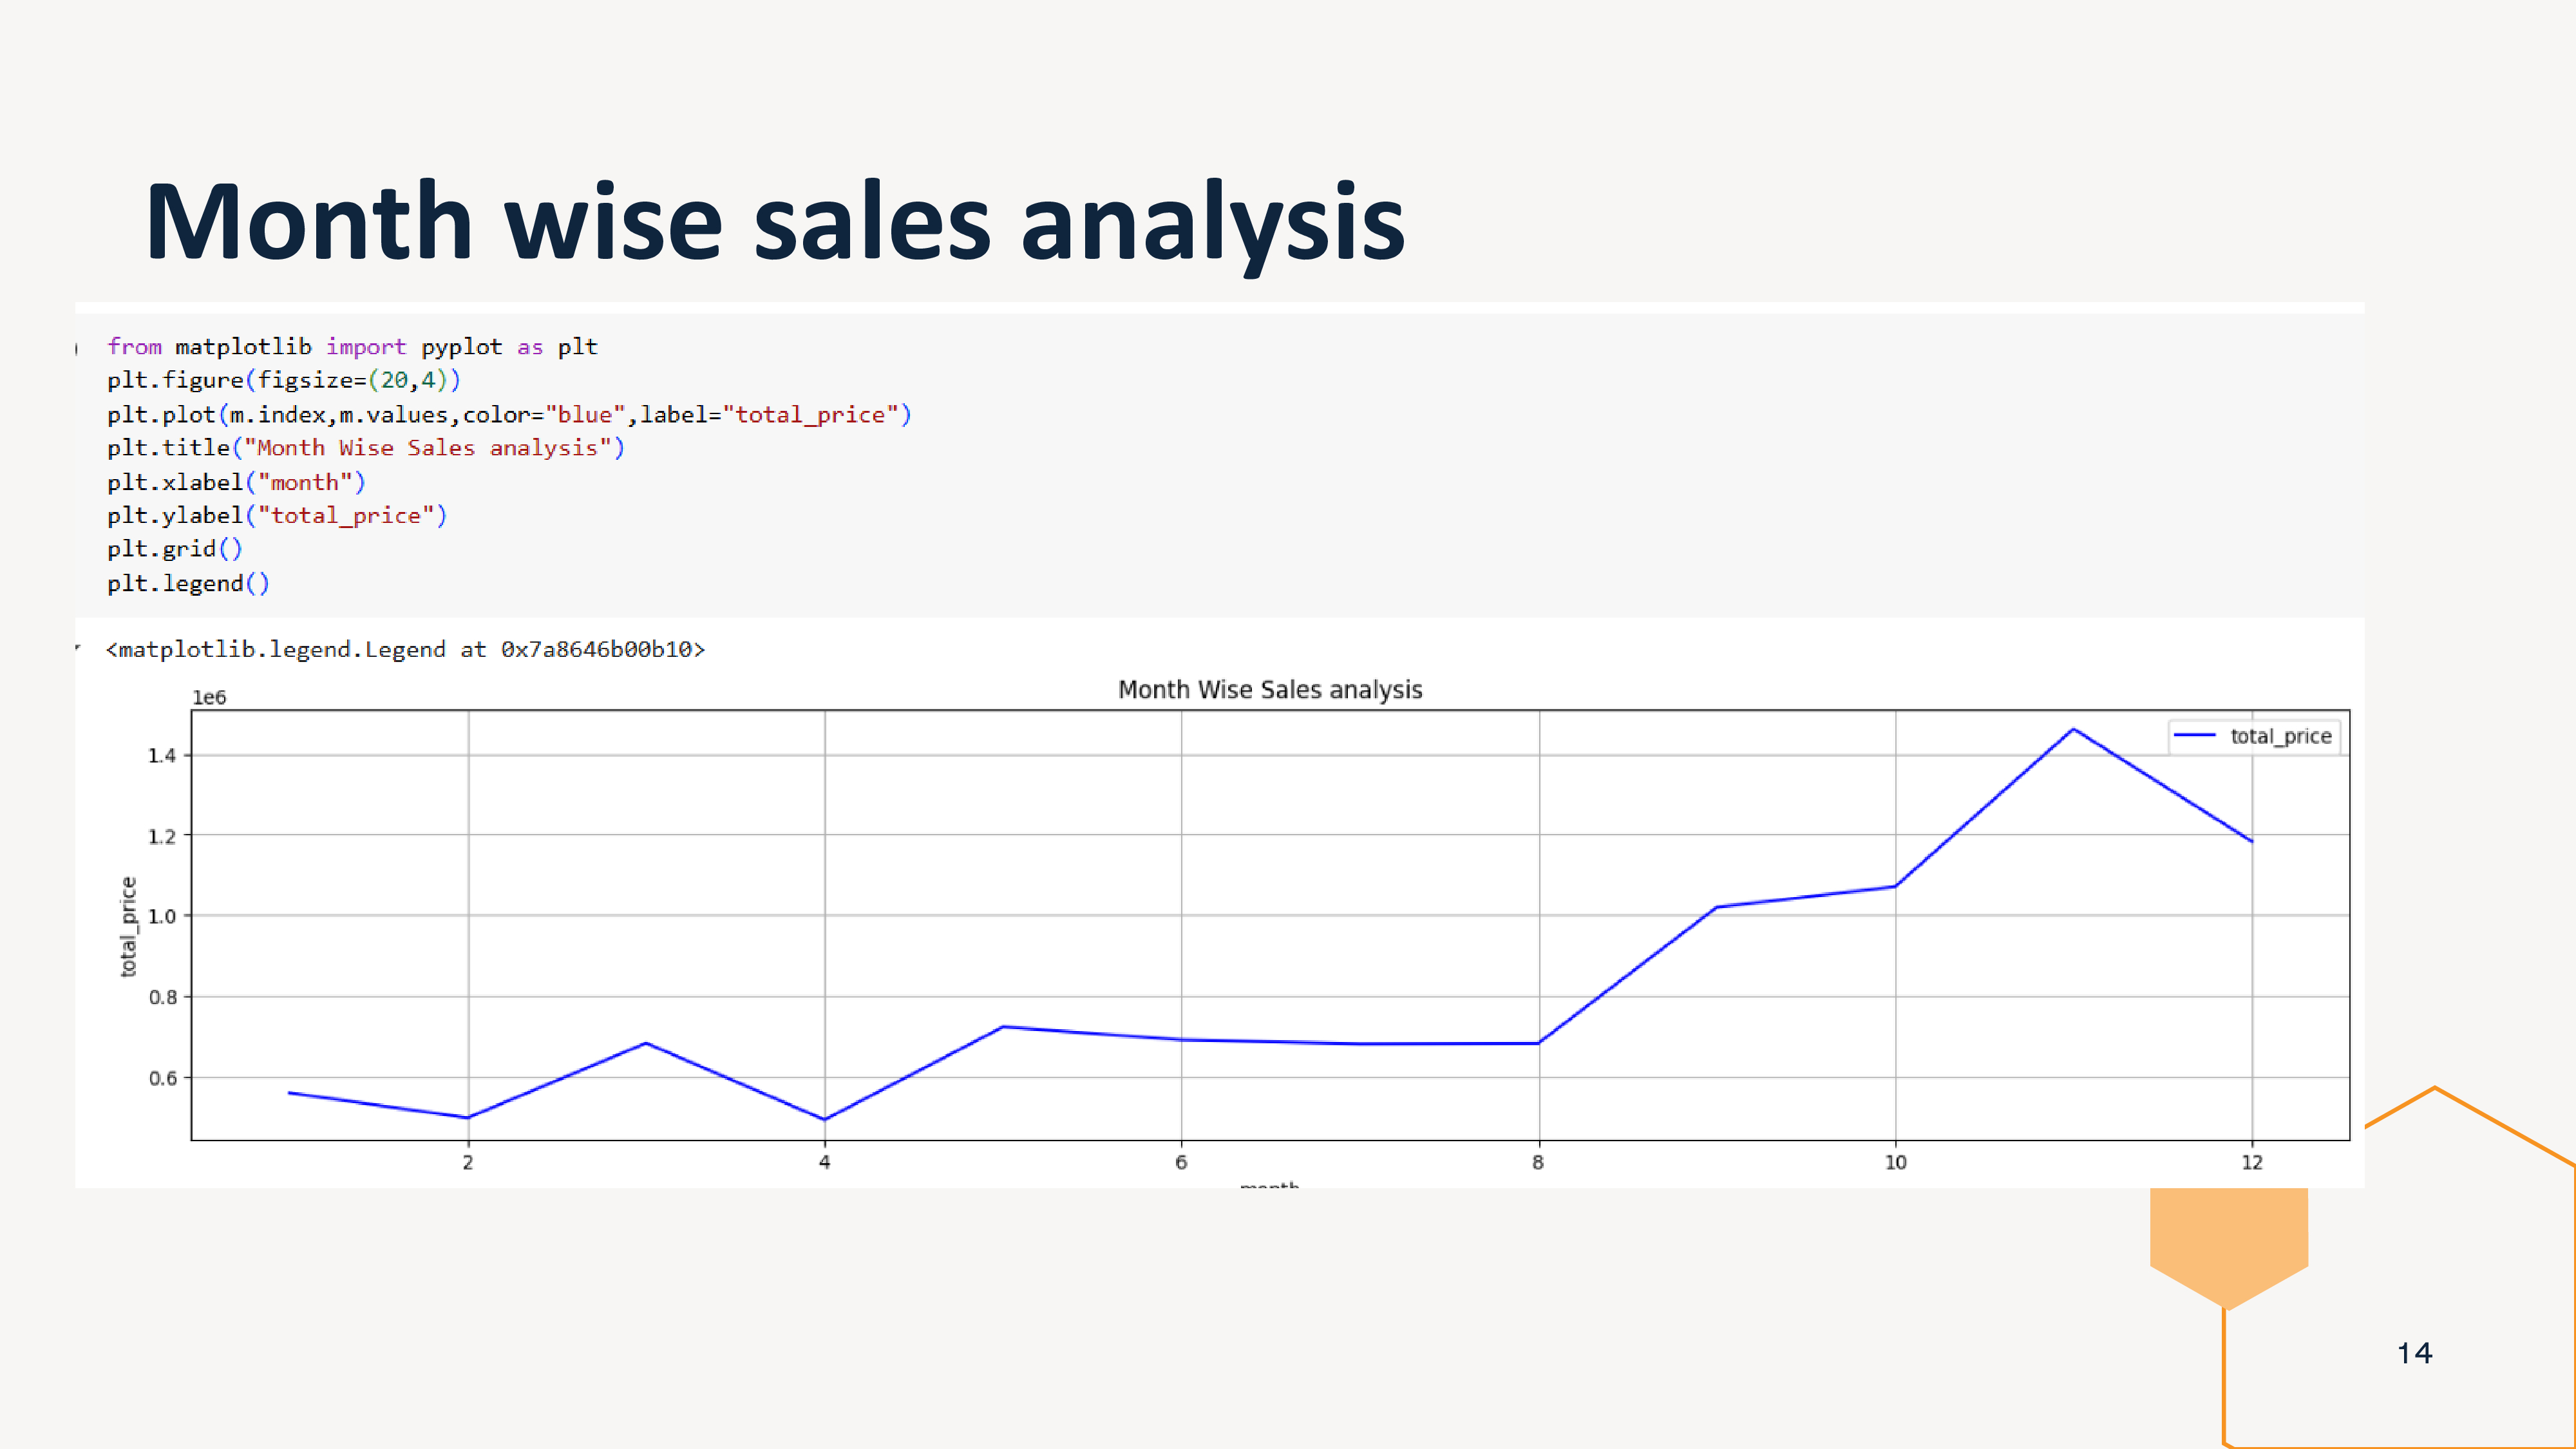 Month wise sales analysis
from matplotlib import pyplot as plt
plt.figure(figsize=(20,4))
plt.plot(m.index,m.values,color="blue",label="total_price")
plt.title("Month Wise Sales analysis")
plt.xlabel("month")
plt.ylabel("total_price")
plt.grid()
plt.legend()
<matplotlib.legend.Legend at 0x7a8646b00b10>
Month Wise Sales analysis
1e6
total_price
1.4
1.2
1.0
0.8
0.6
total_price
2 4 6 8 10 12
month
14